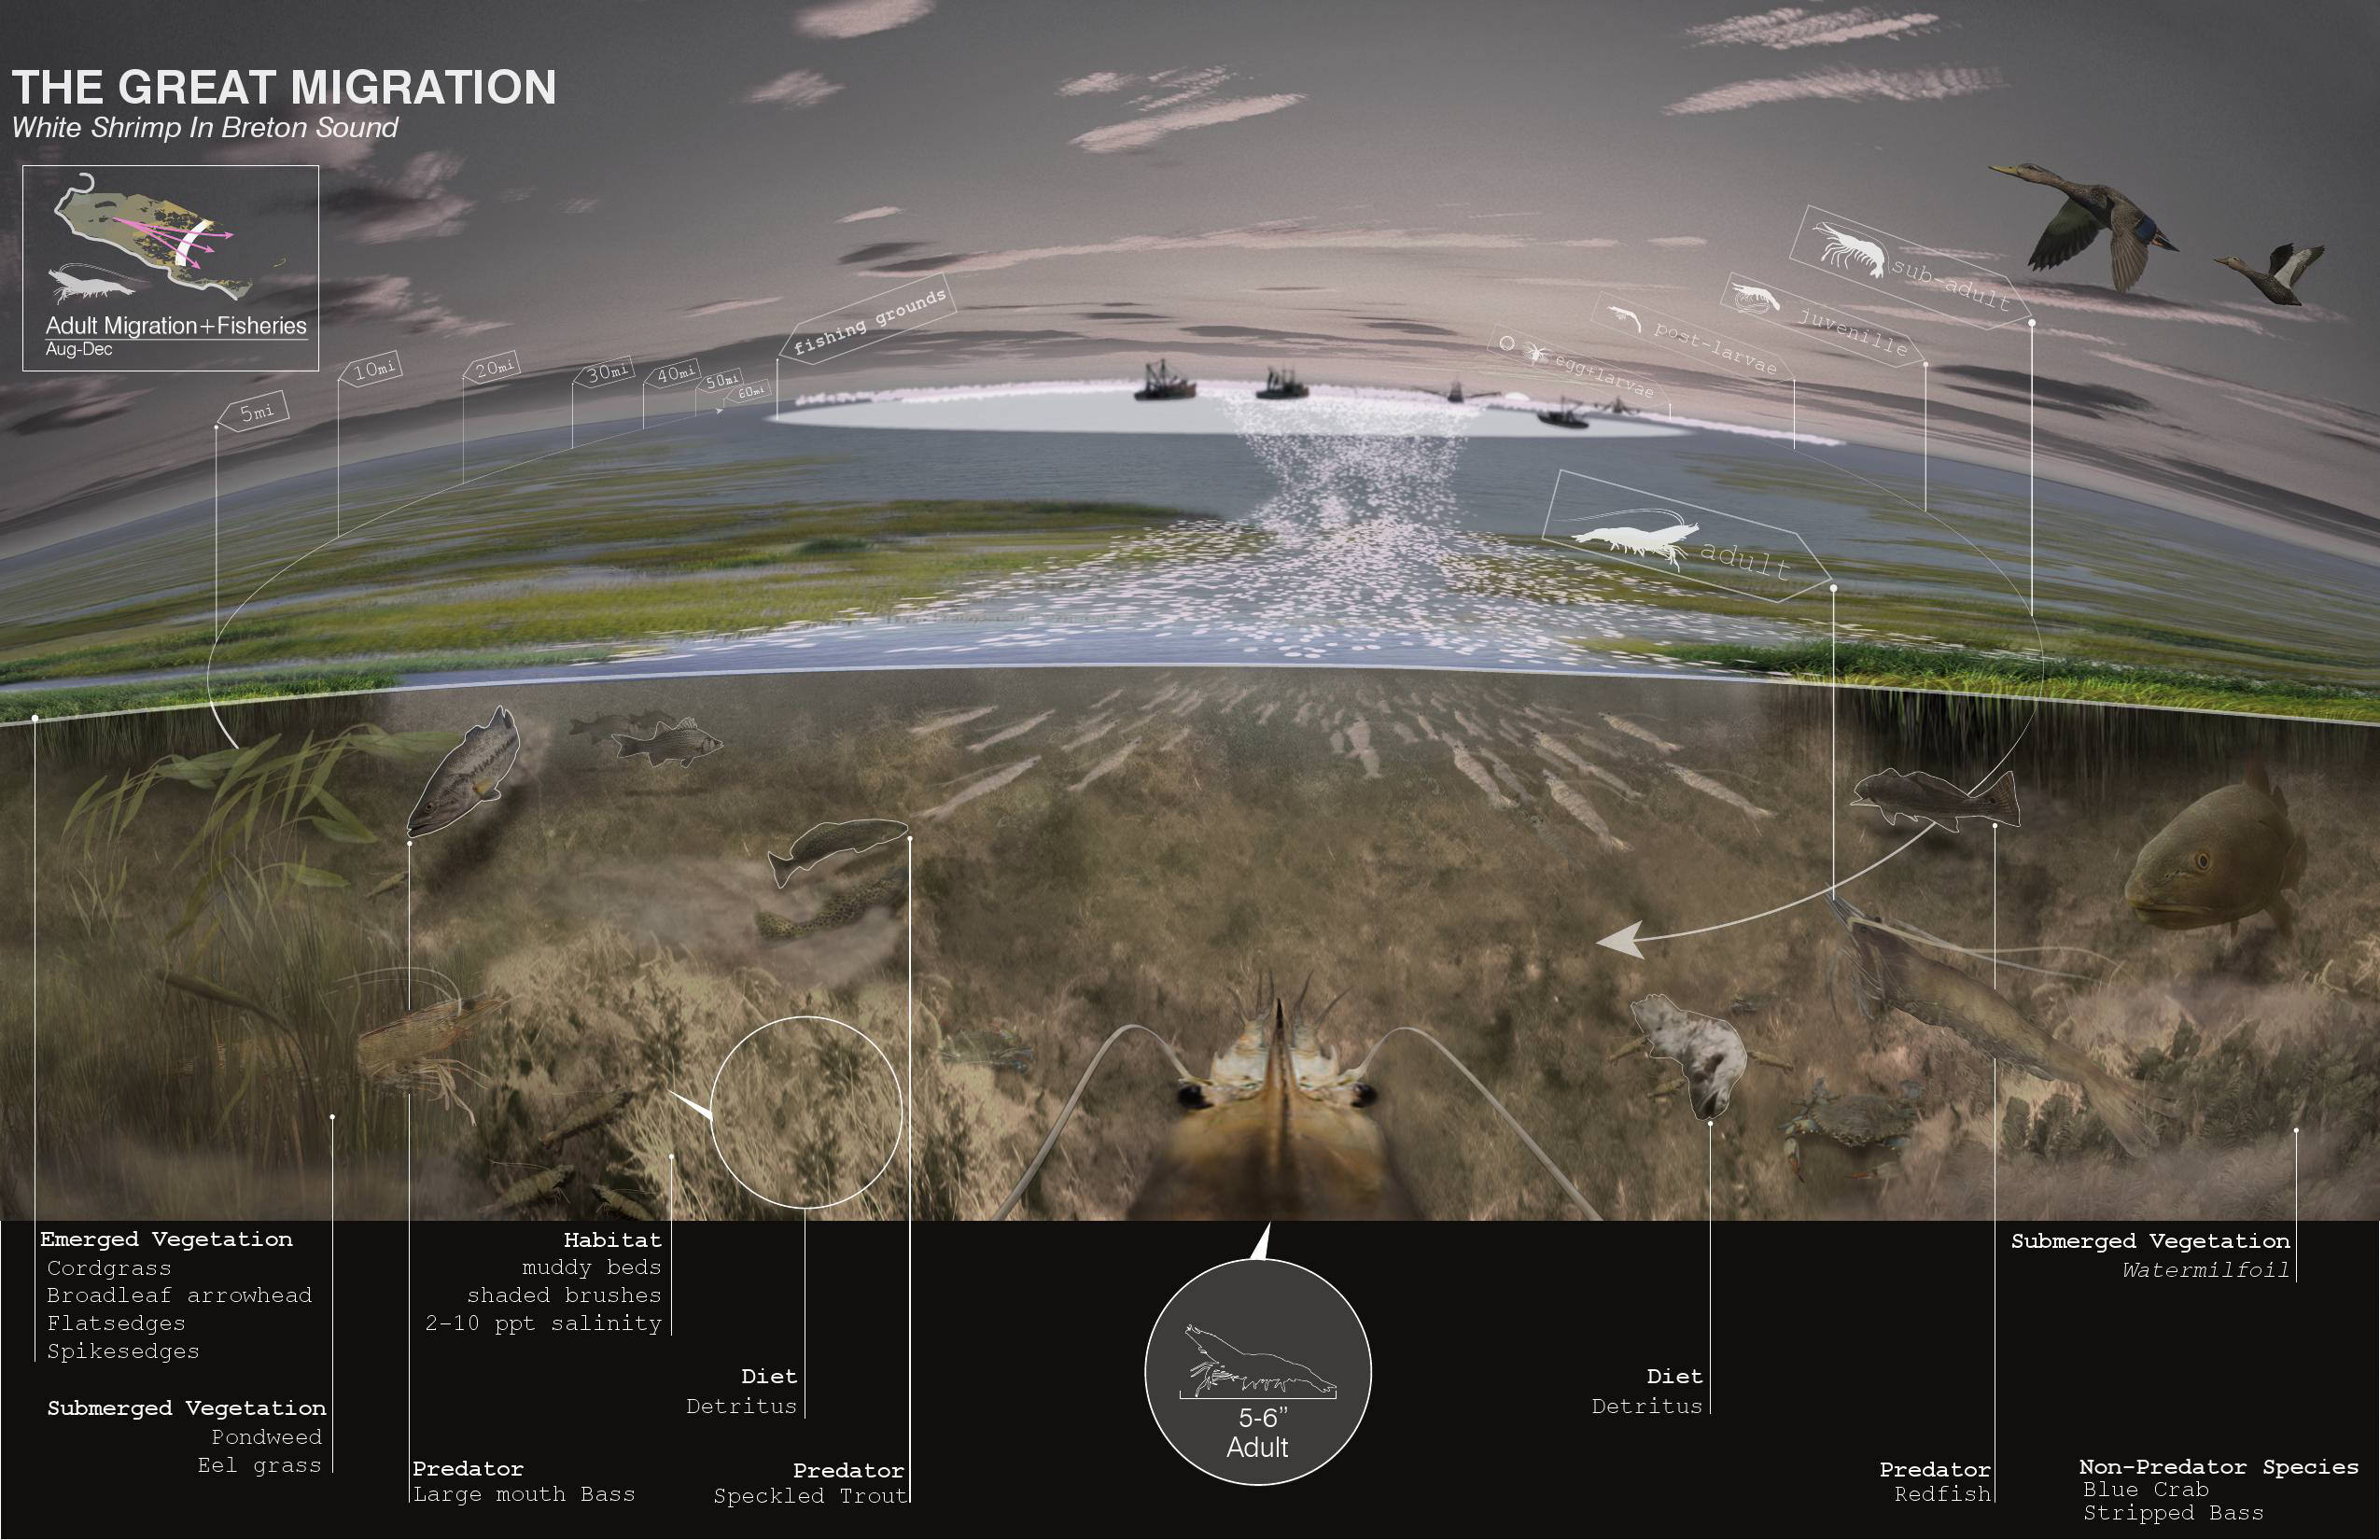 THE GREAT MIGRATION
White Shrimp In Breton Sound
Adult Migration+Fisheries
Aug-Dec
5mi
10mi
20mi
30mi
40mi
50mi
60mi
fishing grounds
egg+larvae
post-larvae
juvenille
sub-adult
adult
Emerged Vegetation
Cordgrass
Broadleaf arrowhead
Flatsedges
Spikesedges
Submerged Vegetation
Pondweed
Eel grass
Predator
Large mouth Bass
Habitat
muddy beds
shaded brushes
2-10 ppt salinity
Diet
Detritus
Predator
Speckled Trout
5-6”
Adult
Diet
Detritus
Predator
Redfish
Submerged Vegetation
Watermilfoil
Non-Predator Species
Blue Crab
Stripped Bass